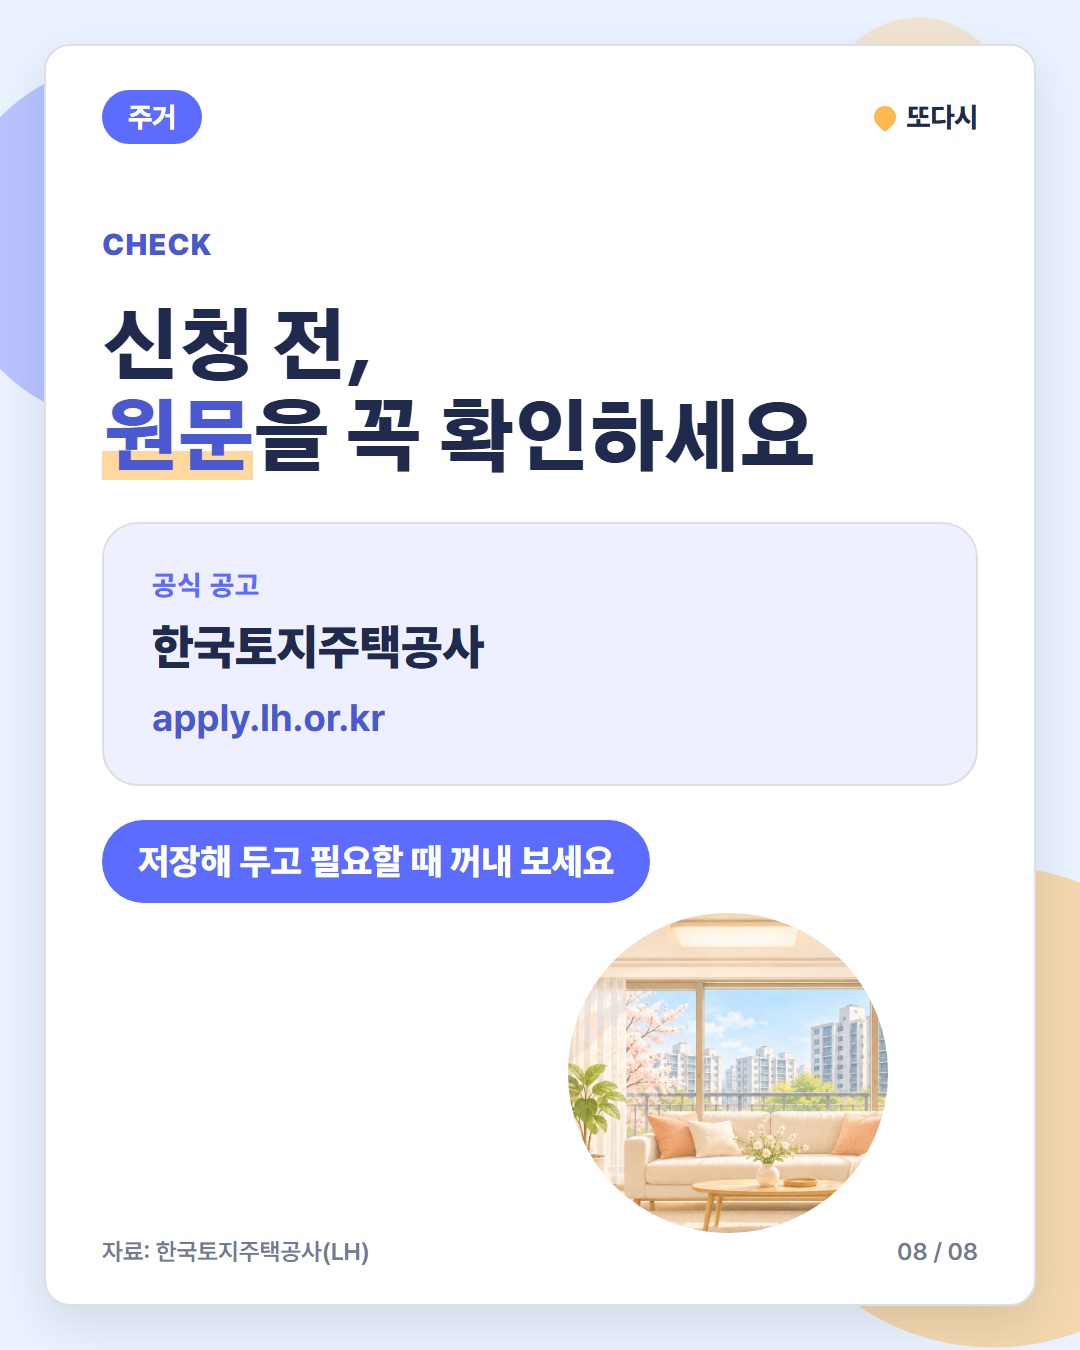 주거
또다시
CHECK
신청 전,
원문을 꼭 확인하세요
공식 공고
한국토지주택공사
apply.lh.or.kr
저장해 두고 필요할 때 꺼내 보세요
자료: 한국토지주택공사(LH)
08 / 08